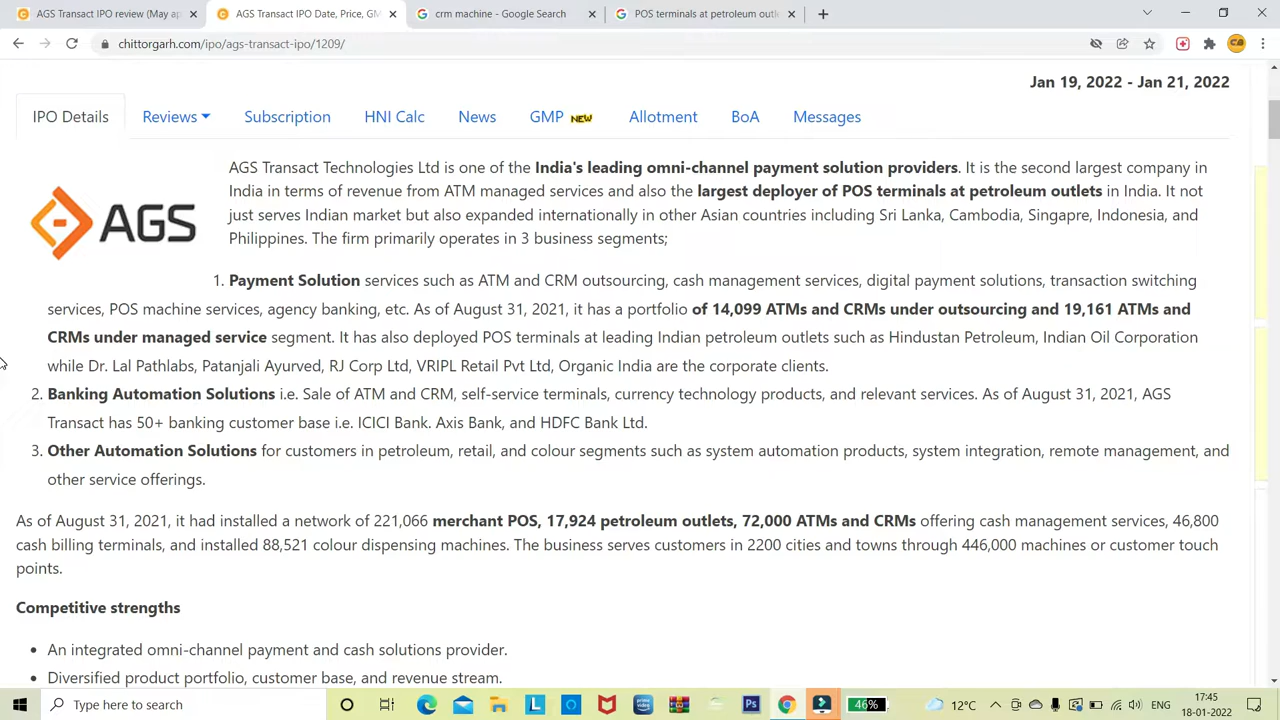 AGS Transact IPO review (May ap
AGS Transact IPO Date, Price, GM
crm machine - Google Search
POS terminals at petroleum outl
chittorgarh.com/ipo/ags-transact-ipo/1209/
Jan 19, 2022 - Jan 21, 2022
IPO Details
Reviews
Subscription
HNI Calc
News
GMP NEW
Allotment
BoA
Messages
AGS
AGS Transact Technologies Ltd is one of the India's leading omni-channel payment solution providers. It is the second largest company in
India in terms of revenue from ATM managed services and also the largest deployer of POS terminals at petroleum outlets in India. It not
just serves Indian market but also expanded internationally in other Asian countries including Sri Lanka, Cambodia, Singapre, Indonesia, and
Philippines. The firm primarily operates in 3 business segments;
1. Payment Solution services such as ATM and CRM outsourcing, cash management services, digital payment solutions, transaction switching
services, POS machine services, agency banking, etc. As of August 31, 2021, it has a portfolio of 14,099 ATMs and CRMs under outsourcing and 19,161 ATMs and
CRMs under managed service segment. It has also deployed POS terminals at leading Indian petroleum outlets such as Hindustan Petroleum, Indian Oil Corporation
while Dr. Lal Pathlabs, Patanjali Ayurved, RJ Corp Ltd, VRIPL Retail Pvt Ltd, Organic India are the corporate clients.
2. Banking Automation Solutions i.e. Sale of ATM and CRM, self-service terminals, currency technology products, and relevant services. As of August 31, 2021, AGS
Transact has 50+ banking customer base i.e. ICICI Bank. Axis Bank, and HDFC Bank Ltd.
3. Other Automation Solutions for customers in petroleum, retail, and colour segments such as system automation products, system integration, remote management, and
other service offerings.
As of August 31, 2021, it had installed a network of 221,066 merchant POS, 17,924 petroleum outlets, 72,000 ATMs and CRMs offering cash management services, 46,800
cash billing terminals, and installed 88,521 colour dispensing machines. The business serves customers in 2200 cities and towns through 446,000 machines or customer touch
points.
Competitive strengths
• An integrated omni-channel payment and cash solutions provider.
• Diversified product portfolio, customer base, and revenue stream.
Type here to search
L
Ps
46%
12°C
ENG
17:45
18-01-2022